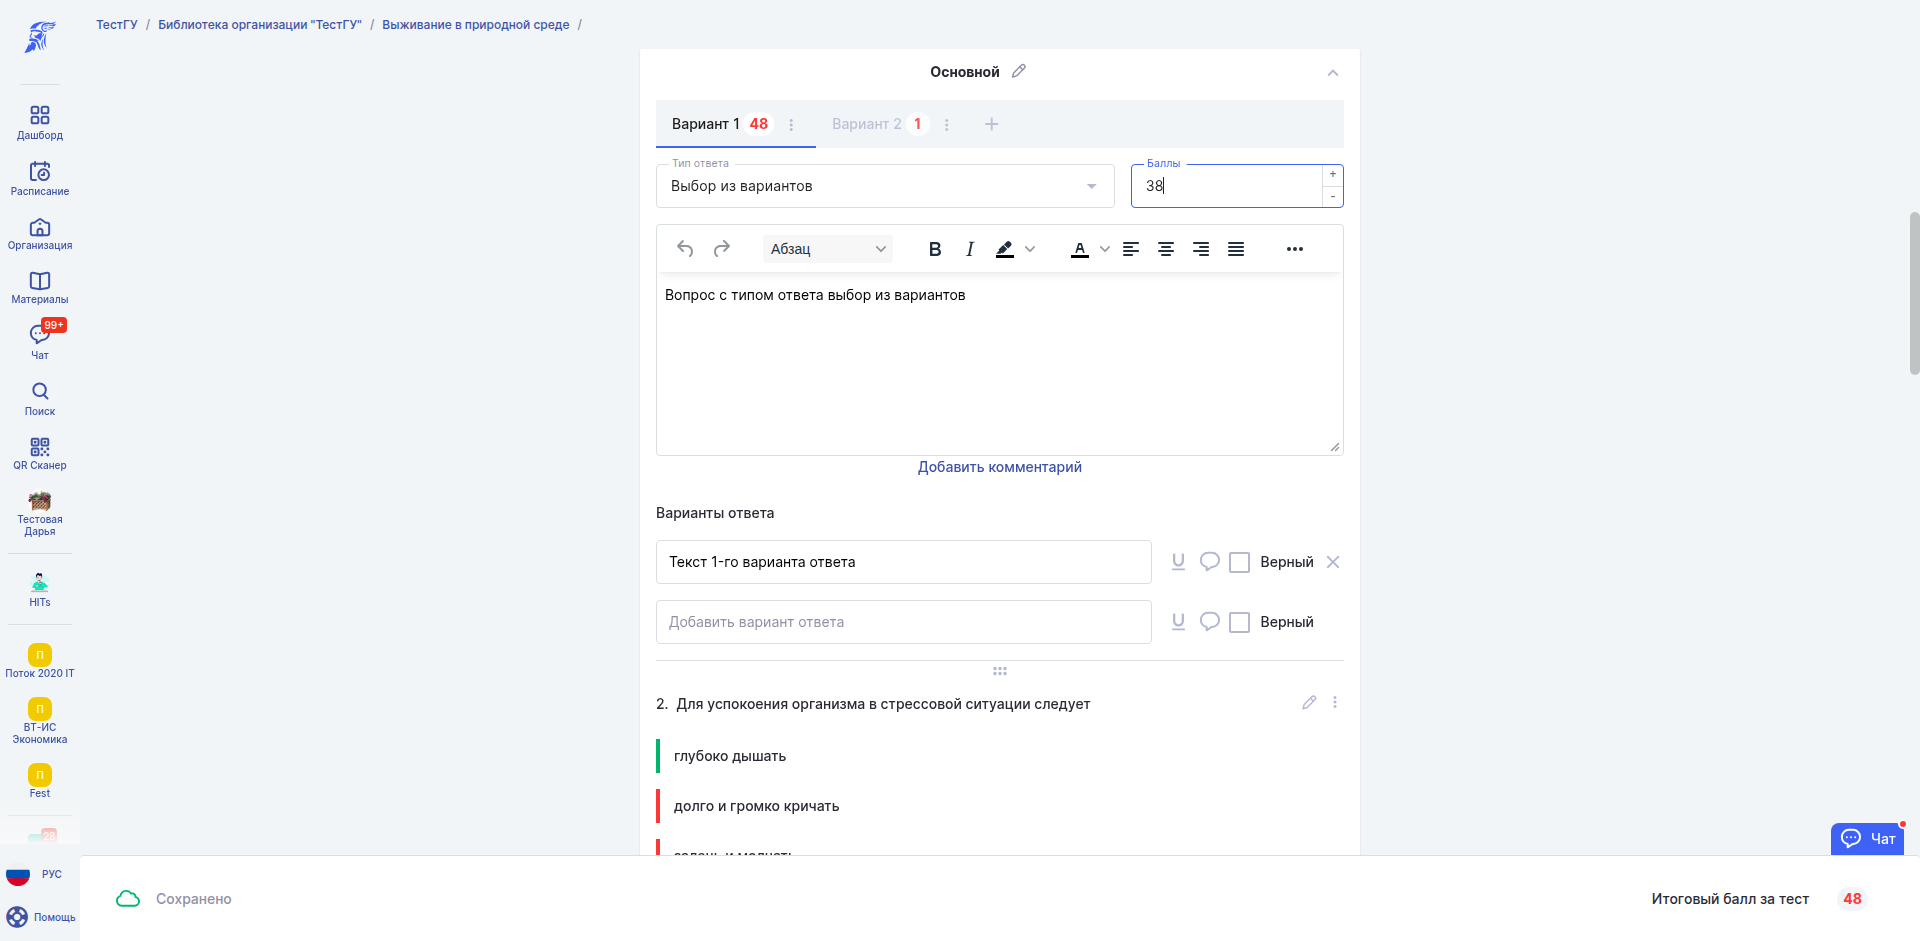 ТестГУ / Библиотека организации "ТестГУ" / Выживание в природной среде /
Дашборд
Расписание
Организация
Материалы
99+
Чат
Поиск
QR Сканер
Тестовая
Дарья
HITs
П
Поток 2020 IT
П
ВТ-ИС
Экономика
П
Fest
28
РУС
Помощь
Основной
Вариант 1 48
Вариант 2 1
Тип ответа
Выбор из вариантов
Баллы
38
+
-
Абзац
B I A
Вопрос с типом ответа выбор из вариантов
Добавить комментарий
Варианты ответа
Текст 1-го варианта ответа
U Верный
Добавить вариант ответа
U Верный
2. Для успокоения организма в стрессовой ситуации следует
глубоко дышать
долго и громко кричать
Чат
Сохранено
Итоговый балл за тест 48